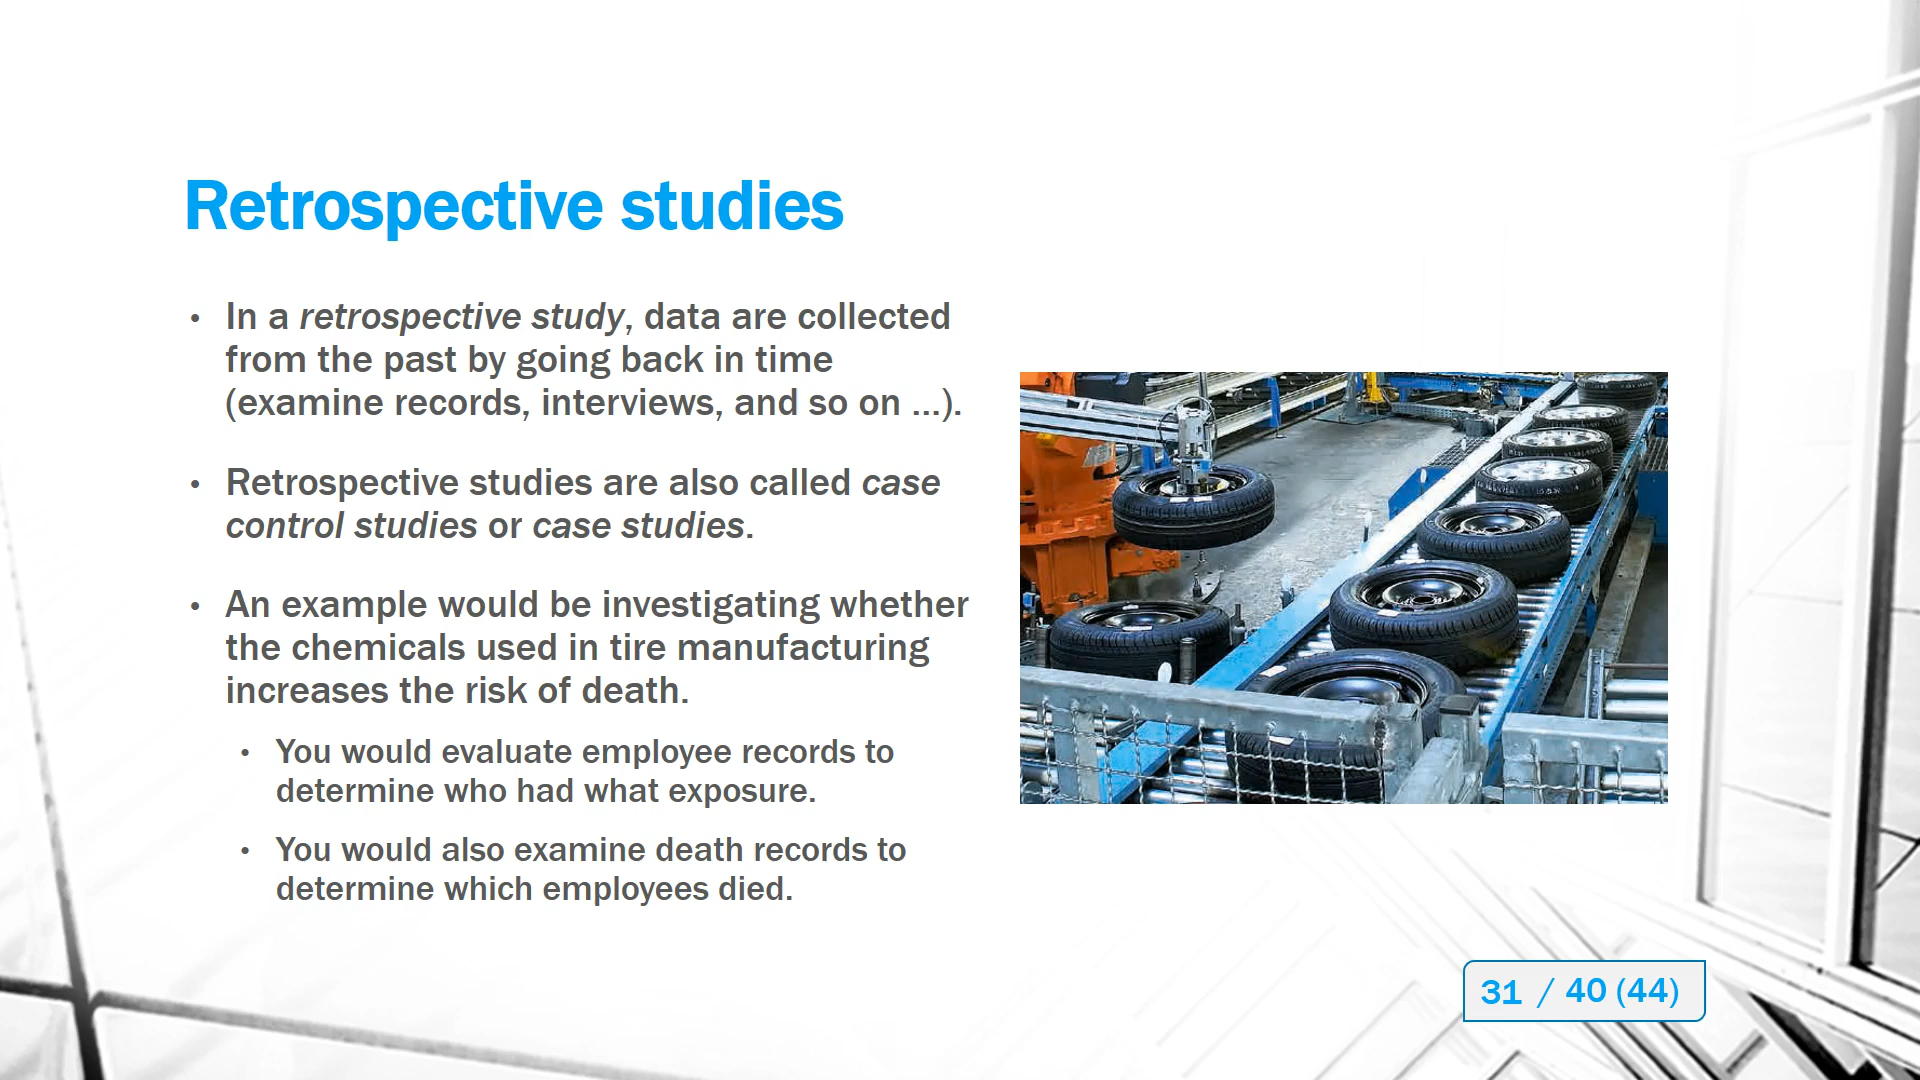 Retrospective studies
• In a retrospective study, data are collected
from the past by going back in time
(examine records, interviews, and so on ...).
• Retrospective studies are also called case
control studies or case studies.
• An example would be investigating whether
the chemicals used in tire manufacturing
increases the risk of death.
• You would evaluate employee records to
determine who had what exposure.
• You would also examine death records to
determine which employees died.
31 / 40 (44)